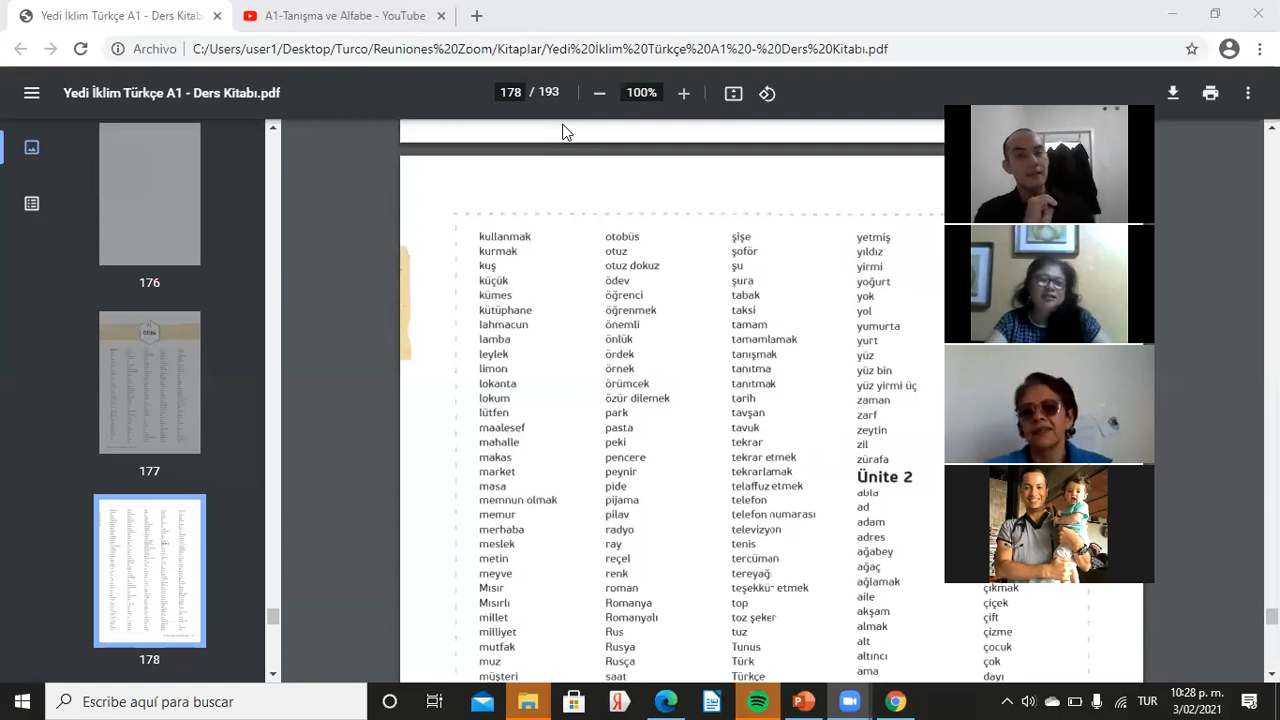 Yedi İklim Türkçe A1 - Ders Kitab
A1-Tanışma ve Alfabe - YouTube
Archivo
C:/Users/user1/Desktop/Turco/Reuniones%20Zoom/Kitaplar/Yedi%20İklim%20Türkçe%20A1%20-%20Ders%20Kitabı.pdf
Yedi İklim Türkçe A1 - Ders Kitabı.pdf
178 / 193
100%
176
177
178
kullanmak
kurmak
kuş
küçük
kümes
kütüphane
lahmacun
lamba
leylek
limon
lokanta
lokum
lütfen
maalesef
mahalle
makas
market
masa
memnun olmak
memur
merhaba
meslek
metin
meyve
Mısır
Mısırlı
millet
milliyet
mutfak
muz
müşteri
otobüs
otuz
otuz dokuz
ödev
öğrenci
öğrenmek
önemli
önlük
ördek
örnek
örümcek
özür dilemek
park
pasta
peki
pencere
peynir
pide
pijama
pilav
radyo
ray
reçel
renk
roman
Romanya
Romanyalı
Rus
Rusya
Rusça
saat
şişe
şoför
şu
şura
tabak
taksi
tamam
tamamlamak
tanışmak
tanıtma
tanıtmak
tarih
tavşan
tavuk
tekrar
tekrar etmek
tekrarlamak
telaffuz etmek
telefon
telefon numarası
televizyon
tenis
tercüman
tereyağı
teşekkür etmek
top
toz şeker
tuz
Tunus
Türk
Türkçe
yetmiş
yıldız
yirmi
yoğurt
yok
yol
yumurta
yurt
yüz
yüz bin
yüz yirmi üç
zaman
zarf
zeytin
zil
zürafa
Ünite 2
abla
ad
adam
adres
ağabey
ağaç
ağlamak
aile
akşam
almak
alt
altıncı
ama
çıkmak
çiçek
çift
çizme
çocuk
çok
dayı
Escribe aquí para buscar
TUR
10:28 p. m.
3/02/2021